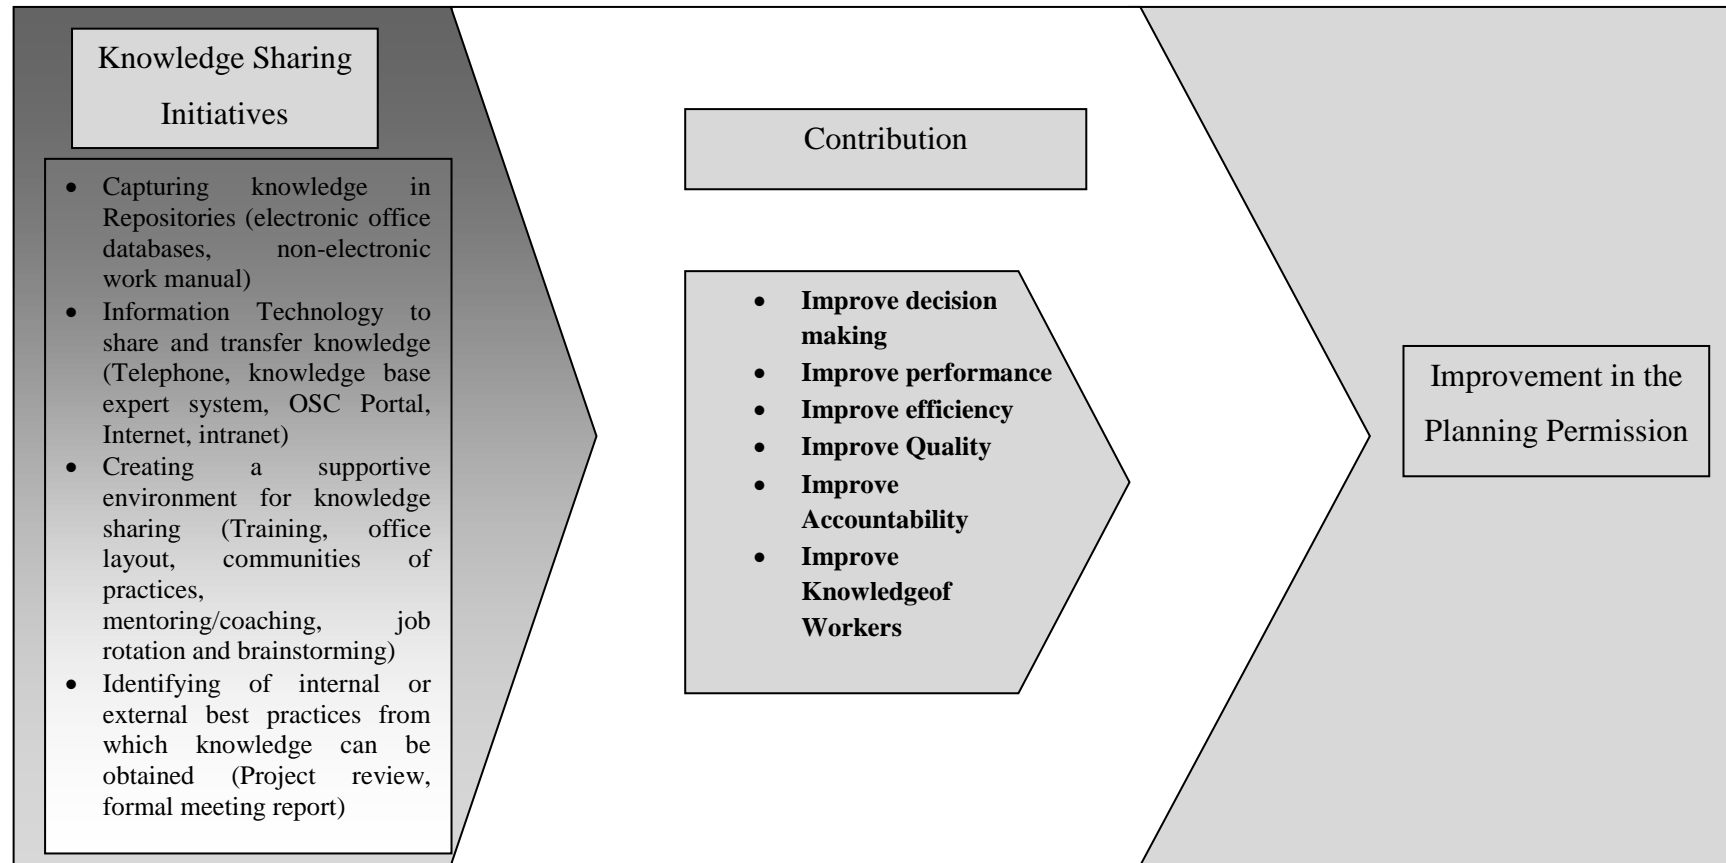 Knowledge Sharing
Initiatives
• Capturing knowledge in
Repositories (electronic office
databases, non-electronic
work manual)
• Information Technology to
share and transfer knowledge
(Telephone, knowledge base
expert system, OSC Portal,
Internet, intranet)
• Creating a supportive
environment for knowledge
sharing (Training, office
layout, communities of
practices,
mentoring/coaching, job
rotation and brainstorming)
• Identifying of internal or
external best practices from
which knowledge can be
obtained (Project review,
formal meeting report)
Contribution
• Improve decision
making
• Improve performance
• Improve efficiency
• Improve Quality
• Improve
Accountability
• Improve
Knowledgeof
Workers
Improvement in the
Planning Permission